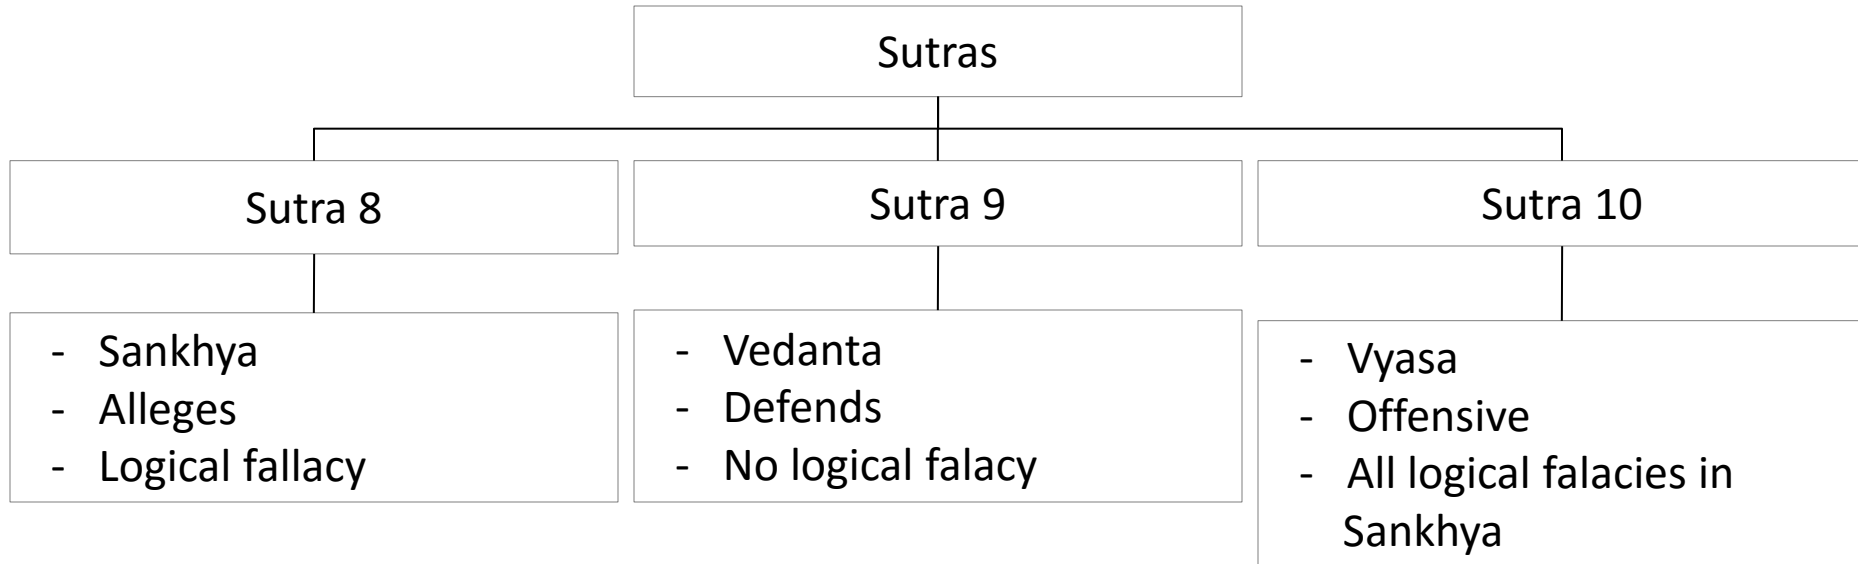 Sutras
Sutra 8
Sutra 9
Sutra 10
- Sankhya
- Alleges
- Logical fallacy
- Vedanta
- Defends
- No logical falacy
- Vyasa
- Offensive
- All logical falacies in
Sankhya